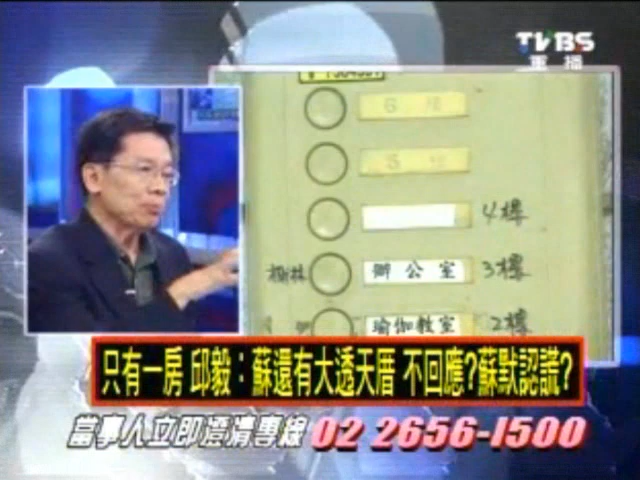 TVBS
重播
6樓
5樓
4樓
樹林 辦公室 3樓
瑜伽教室 2樓
只有一房 邱毅：蘇還有大透天厝 不回應?蘇默認謊?
當事人立即澄清專線 02 2656-1500